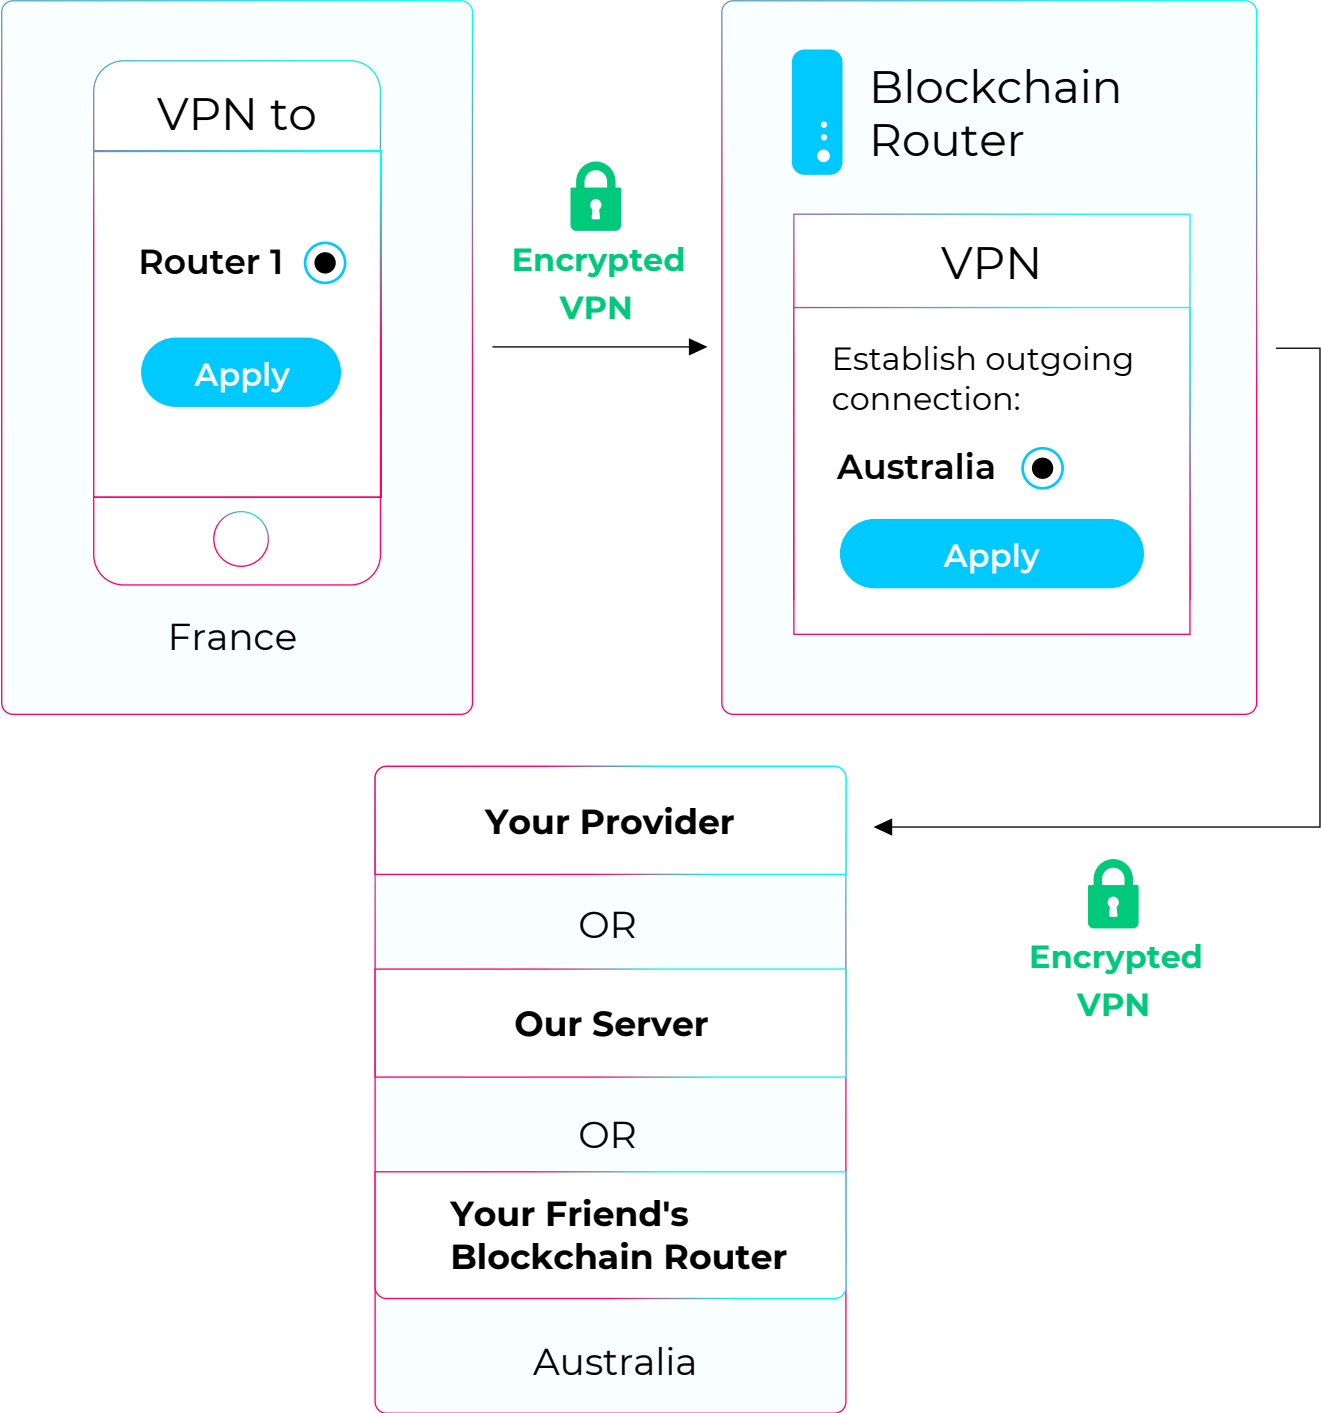 VPN to
Router 1
Apply
France
Encrypted
VPN
Blockchain
Router
VPN
Establish outgoing
connection:
Australia
Apply
Encrypted
VPN
Your Provider
OR
Our Server
OR
Your Friend's
Blockchain Router
Australia